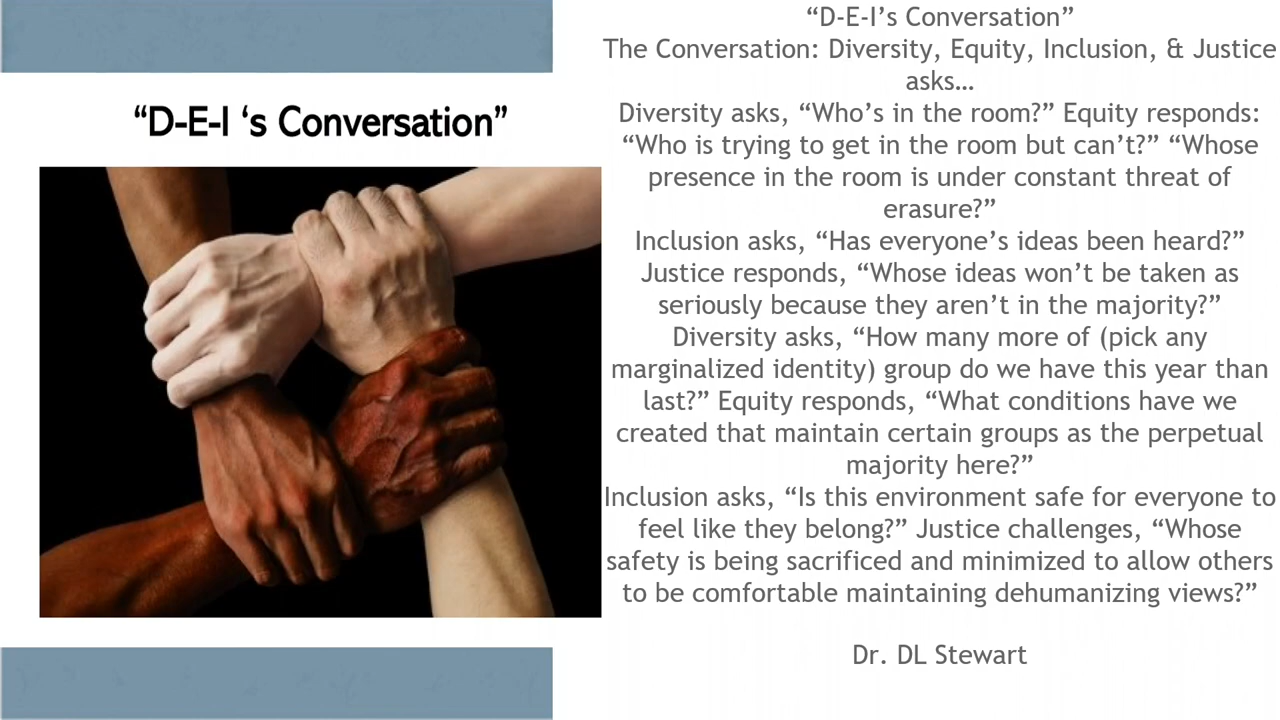 “D-E-I ‘s Conversation”
“D-E-I’s Conversation”
The Conversation: Diversity, Equity, Inclusion, & Justice
asks…
Diversity asks, “Who’s in the room?” Equity responds:
“Who is trying to get in the room but can’t?” “Whose
presence in the room is under constant threat of
erasure?”
Inclusion asks, “Has everyone’s ideas been heard?”
Justice responds, “Whose ideas won’t be taken as
seriously because they aren’t in the majority?”
Diversity asks, “How many more of (pick any
marginalized identity) group do we have this year than
last?” Equity responds, “What conditions have we
created that maintain certain groups as the perpetual
majority here?”
Inclusion asks, “Is this environment safe for everyone to
feel like they belong?” Justice challenges, “Whose
safety is being sacrificed and minimized to allow others
to be comfortable maintaining dehumanizing views?”
Dr. DL Stewart